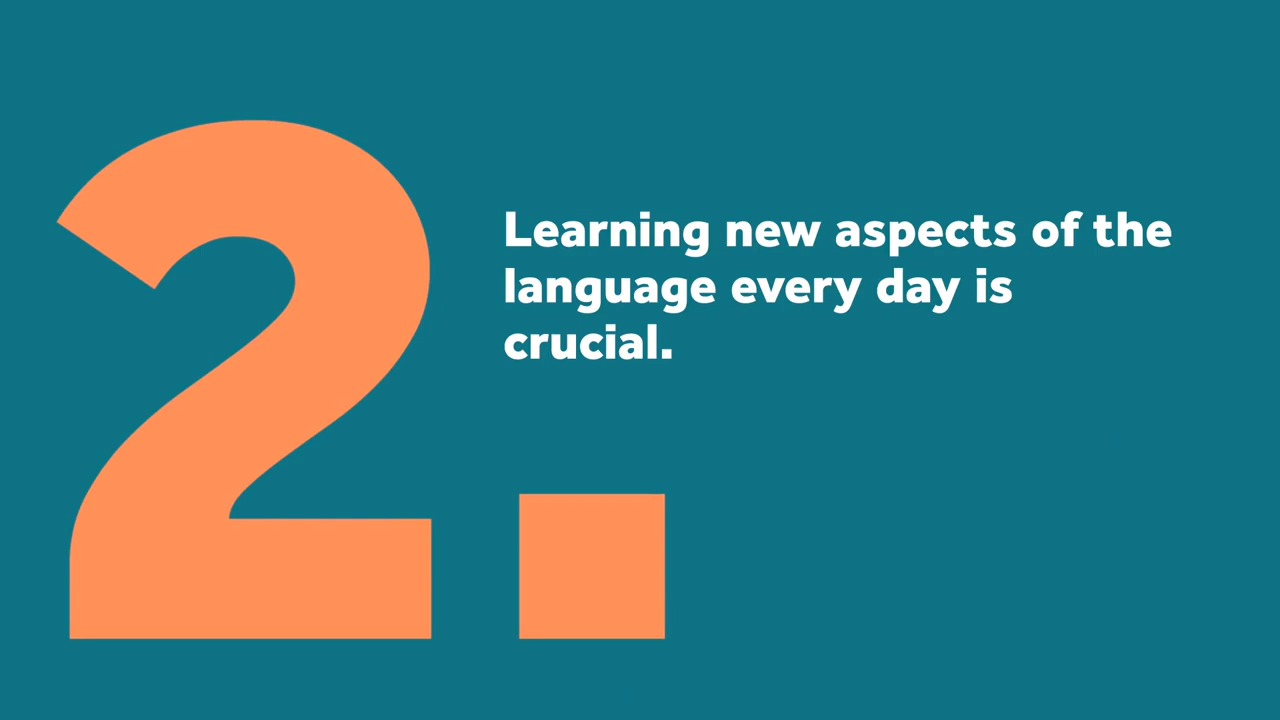 2.
Learning new aspects of the
language every day is
crucial.